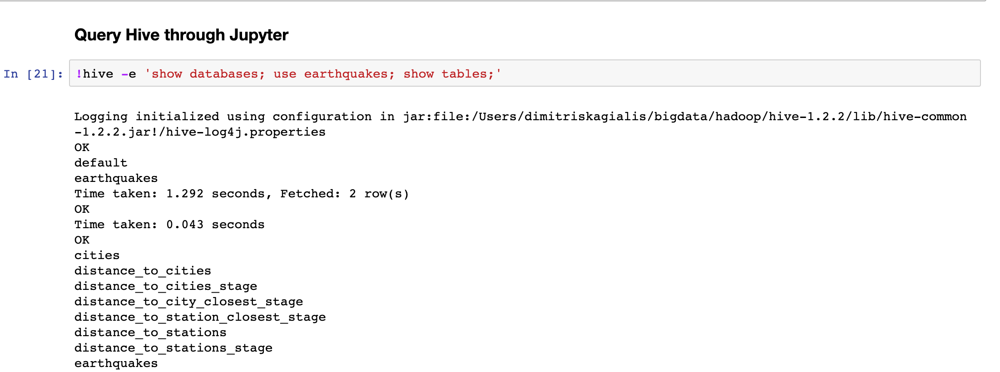 Query Hive through Jupyter
In [21]: !hive -e 'show databases; use earthquakes; show tables;'
Logging initialized using configuration in jar:file:/Users/dimitriskagialis/bigdata/hadoop/hive-1.2.2/lib/hive-common
-1.2.2.jar!/hive-log4j.properties
OK
default
earthquakes
Time taken: 1.292 seconds, Fetched: 2 row(s)
OK
Time taken: 0.043 seconds
OK
cities
distance_to_cities
distance_to_cities_stage
distance_to_city_closest_stage
distance_to_station_closest_stage
distance_to_stations
distance_to_stations_stage
earthquakes